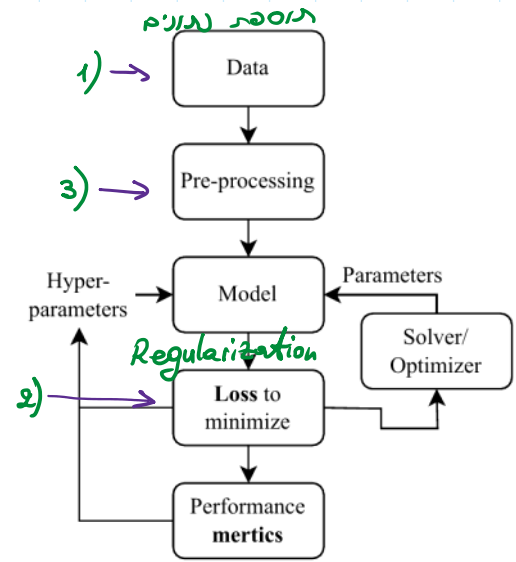 תוספת נתונים
1)
Data
3)
Pre-processing
Hyper-
parameters
Model
Parameters
Solver/
Optimizer
Regularization
2)
Loss to
minimize
Performance
mertics